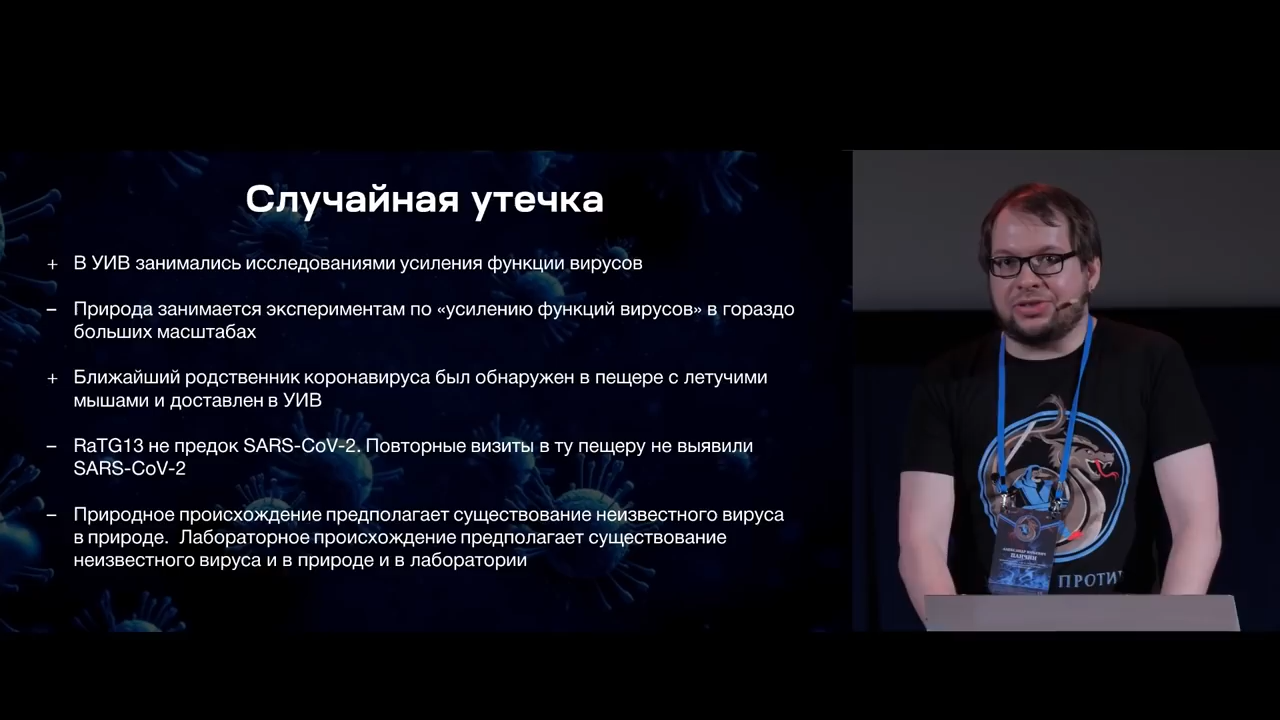 Случайная утечка
+ В УИВ занимались исследованиями усиления функции вирусов
– Природа занимается экспериментам по «усилению функций вирусов» в гораздо
больших масштабах
+ Ближайший родственник коронавируса был обнаружен в пещере с летучими
мышами и доставлен в УИВ
– RaTG13 не предок SARS-CoV-2. Повторные визиты в ту пещеру не выявили
SARS-CoV-2
– Природное происхождение предполагает существование неизвестного вируса
в природе. Лабораторное происхождение предполагает существование
неизвестного вируса и в природе и в лаборатории
ПАНЧИН
ПРОТИ